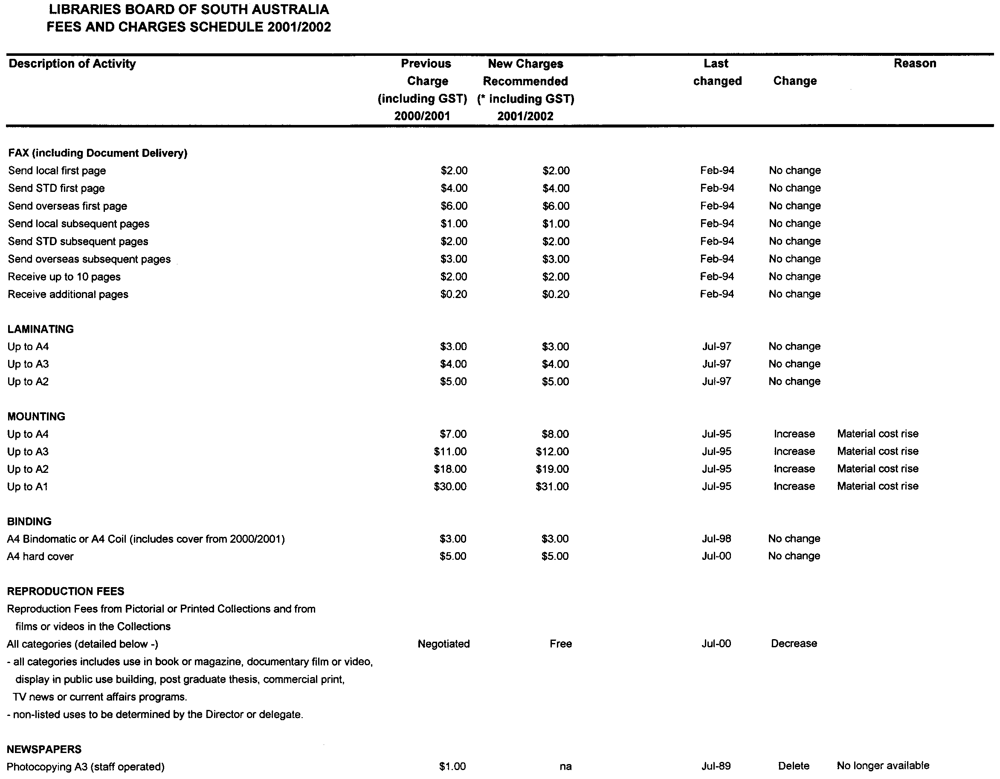 LIBRARIES BOARD OF SOUTH AUSTRALIA
FEES AND CHARGES SCHEDULE 2001/2002
Description of Activity Previous New Charges Last Reason
Charge Recommended changed Change
(including GST) (* including GST)
2000/2001 2001/2002
FAX (including Document Delivery)
Send local first page $2.00 $2.00 Feb-94 No change
Send STD first page $4.00 $4.00 Feb-94 No change
Send overseas first page $6.00 $6.00 Feb-94 No change
Send local subsequent pages $1.00 $1.00 Feb-94 No change
Send STD subsequent pages $2.00 $2.00 Feb-94 No change
Send overseas subsequent pages $3.00 $3.00 Feb-94 No change
Receive up to 10 pages $2.00 $2.00 Feb-94 No change
Receive additional pages $0.20 $0.20 Feb-94 No change
LAMINATING
Up to A4 $3.00 $3.00 Jul-97 No change
Up to A3 $4.00 $4.00 Jul-97 No change
Up to A2 $5.00 $5.00 Jul-97 No change
MOUNTING
Up to A4 $7.00 $8.00 Jul-95 Increase Material cost rise
Up to A3 $11.00 $12.00 Jul-95 Increase Material cost rise
Up to A2 $18.00 $19.00 Jul-95 Increase Material cost rise
Up to A1 $30.00 $31.00 Jul-95 Increase Material cost rise
BINDING
A4 Bindomatic or A4 Coil (includes cover from 2000/2001) $3.00 $3.00 Jul-98 No change
A4 hard cover $5.00 $5.00 Jul-00 No change
REPRODUCTION FEES
Reproduction Fees from Pictorial or Printed Collections and from
films or videos in the Collections
All categories (detailed below -) Negotiated Free Jul-00 Decrease
- all categories includes use in book or magazine, documentary film or video,
display in public use building, post graduate thesis, commercial print,
TV news or current affairs programs.
- non-listed uses to be determined by the Director or delegate.
NEWSPAPERS
Photocopying A3 (staff operated) $1.00 na Jul-89 Delete No longer available